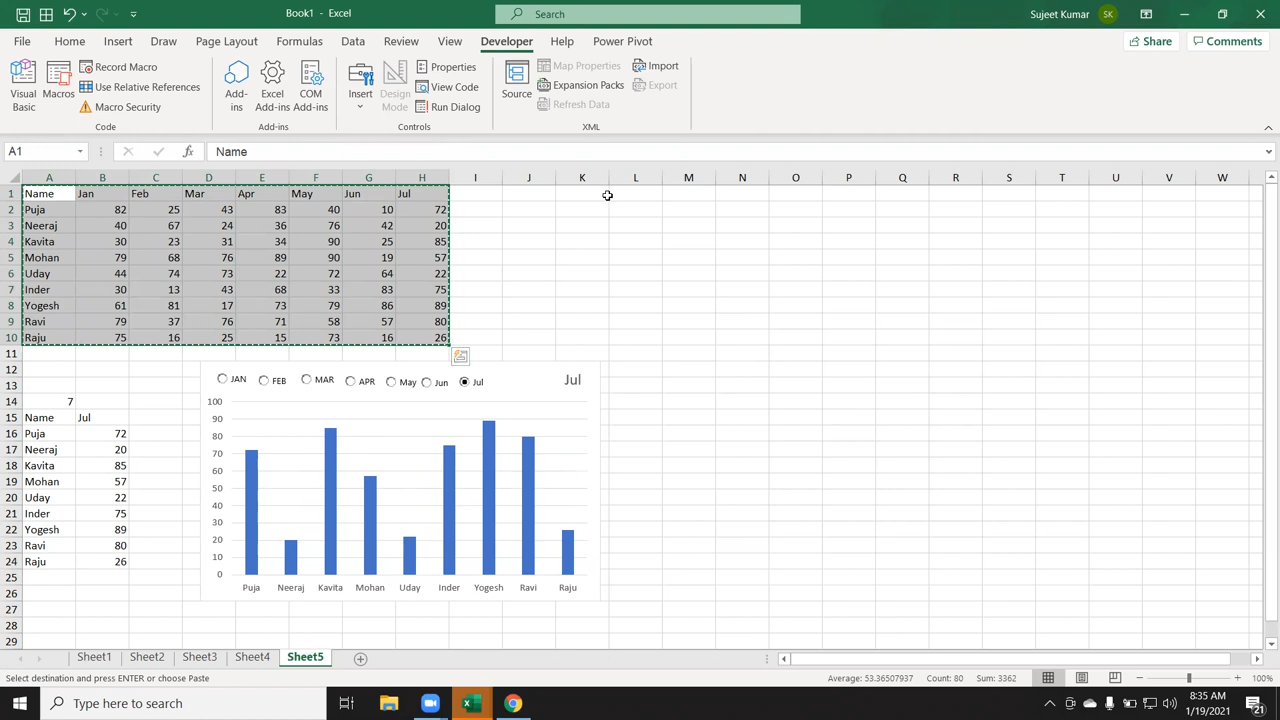 Book1 - Excel
Search
Sujeet Kumar
SK
File Home Insert Draw Page Layout Formulas Data Review View Developer Help Power Pivot
Share Comments
Visual Basic
Macros
Record Macro
Use Relative References
Macro Security
Code
Add-ins
Excel Add-ins
COM Add-ins
Add-ins
Insert
Design Mode
Properties
View Code
Run Dialog
Controls
Source
Map Properties
Expansion Packs
Refresh Data
Import
Export
XML
A1 fx Name
A B C D E F G H I J K L M N O P Q R S T U V W
1 Name Jan Feb Mar Apr May Jun Jul
2 Puja 82 25 43 83 40 10 72
3 Neeraj 40 67 24 36 76 42 20
4 Kavita 30 23 31 34 90 25 85
5 Mohan 79 68 76 89 90 19 57
6 Uday 44 74 73 22 72 64 22
7 Inder 30 13 43 68 33 83 75
8 Yogesh 61 81 17 73 79 86 89
9 Ravi 79 37 76 71 58 57 80
10 Raju 75 16 25 15 73 16 26
11
12
13
14 7
15 Name Jul
16 Puja 72
17 Neeraj 20
18 Kavita 85
19 Mohan 57
20 Uday 22
21 Inder 75
22 Yogesh 89
23 Ravi 80
24 Raju 26
25
26
27
28
29
JAN FEB MAR APR May Jun Jul
Jul
100
90
80
70
60
50
40
30
20
10
0
Puja Neeraj Kavita Mohan Uday Inder Yogesh Ravi Raju
Sheet1 Sheet2 Sheet3 Sheet4 Sheet5
Select destination and press ENTER or choose Paste
Average: 53.36507937 Count: 80 Sum: 3362
100%
Type here to search
8:35 AM
1/19/2021
21